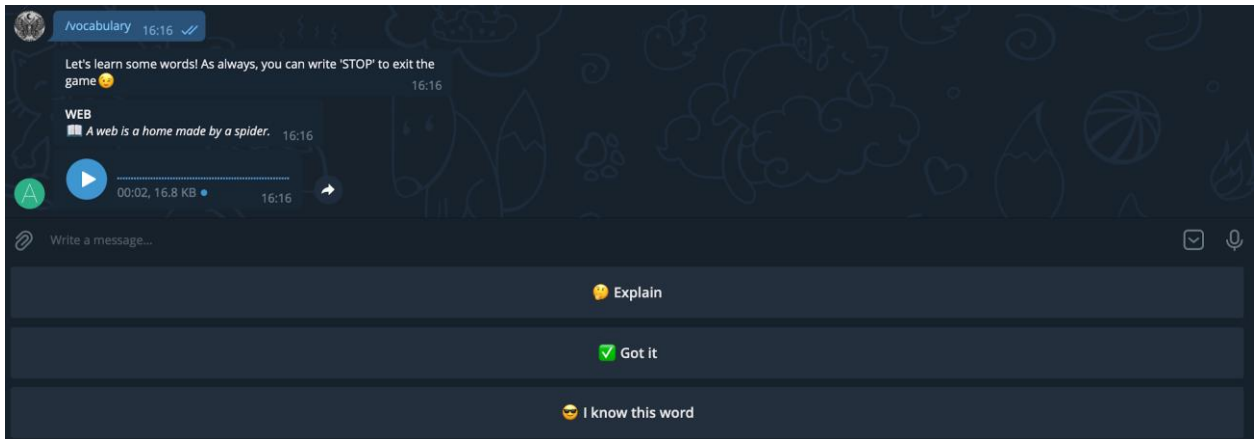 /vocabulary 16:16
Let's learn some words! As always, you can write 'STOP' to exit the
game😉 16:16
WEB
📖 A web is a home made by a spider. 16:16
00:02, 16.8 KB 16:16
A
Write a message...
🤔 Explain
✅ Got it
😎 I know this word